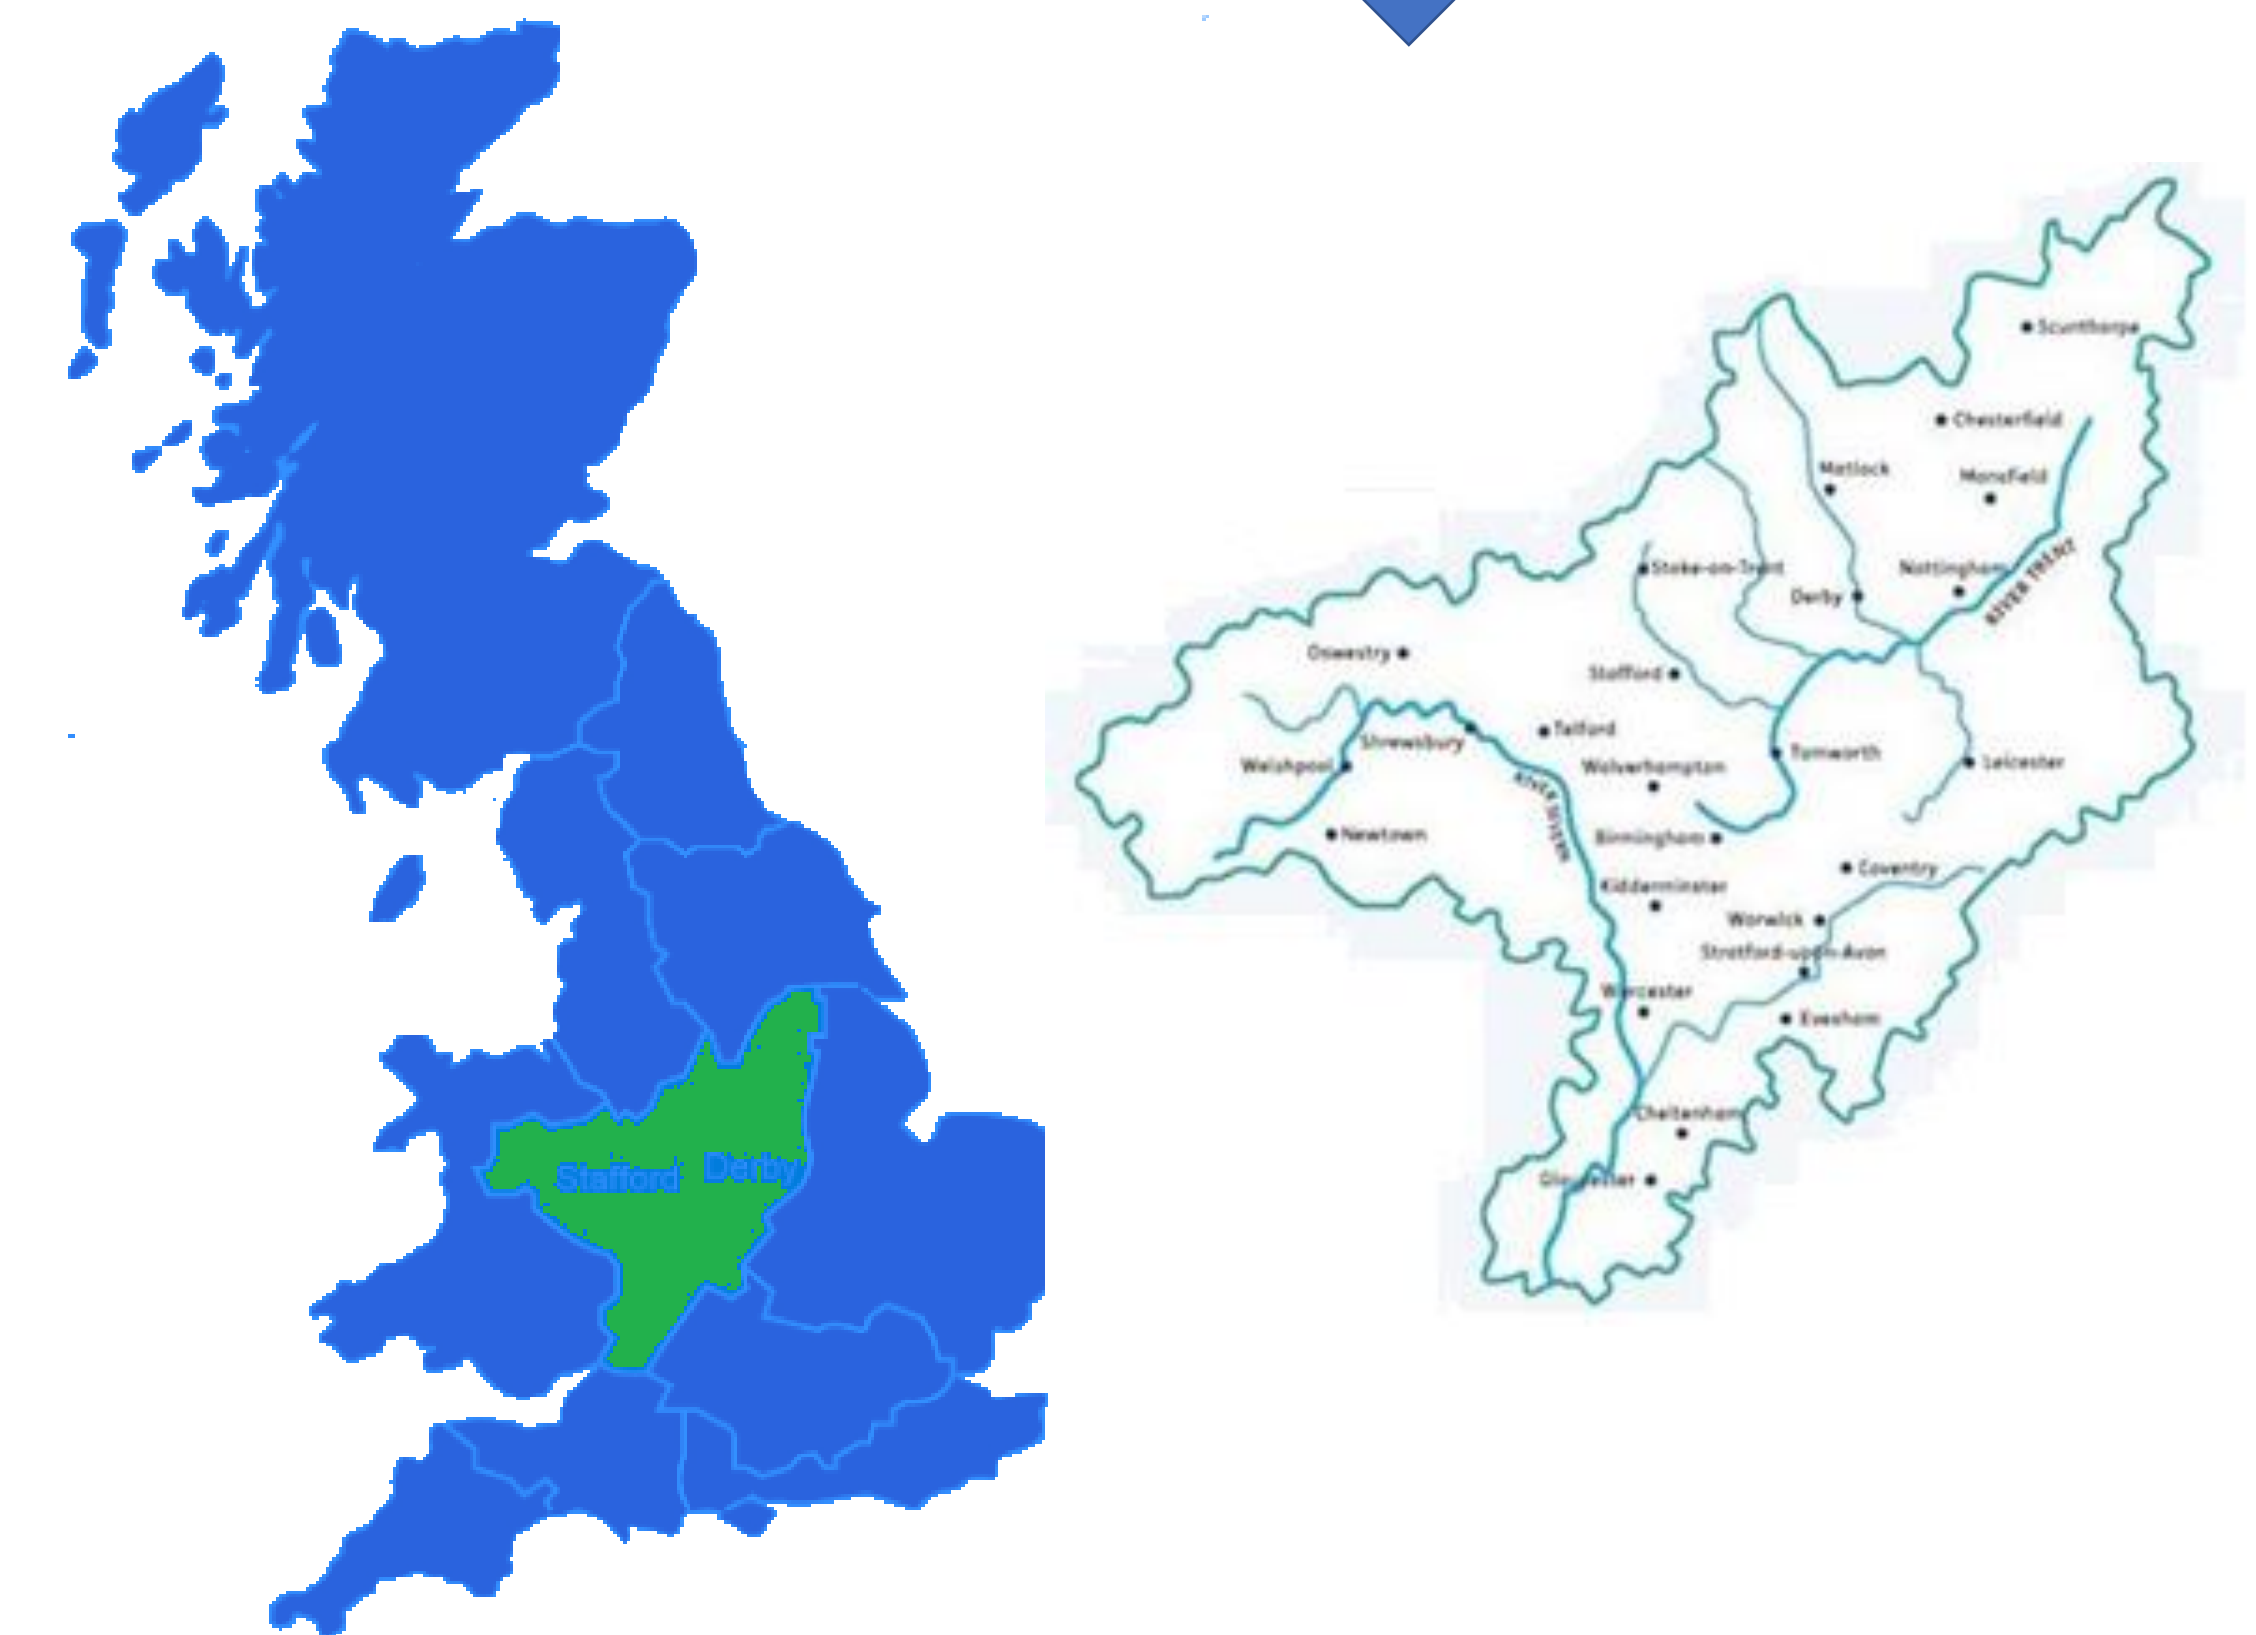 Stafford
Derby
Scunthorpe
Chesterfield
Matlock
Mansfield
Stoke-on-Trent
Nottingham
Derby
RIVER TRENT
Oswestry
Stafford
Telford
Shrewsbury
Tamworth
Welshpool
Wolverhampton
Leicester
RIVER SEVERN
Newtown
Birmingham
Coventry
Kidderminster
Warwick
Stratford-upon-Avon
Worcester
Evesham
Cheltenham
Gloucester